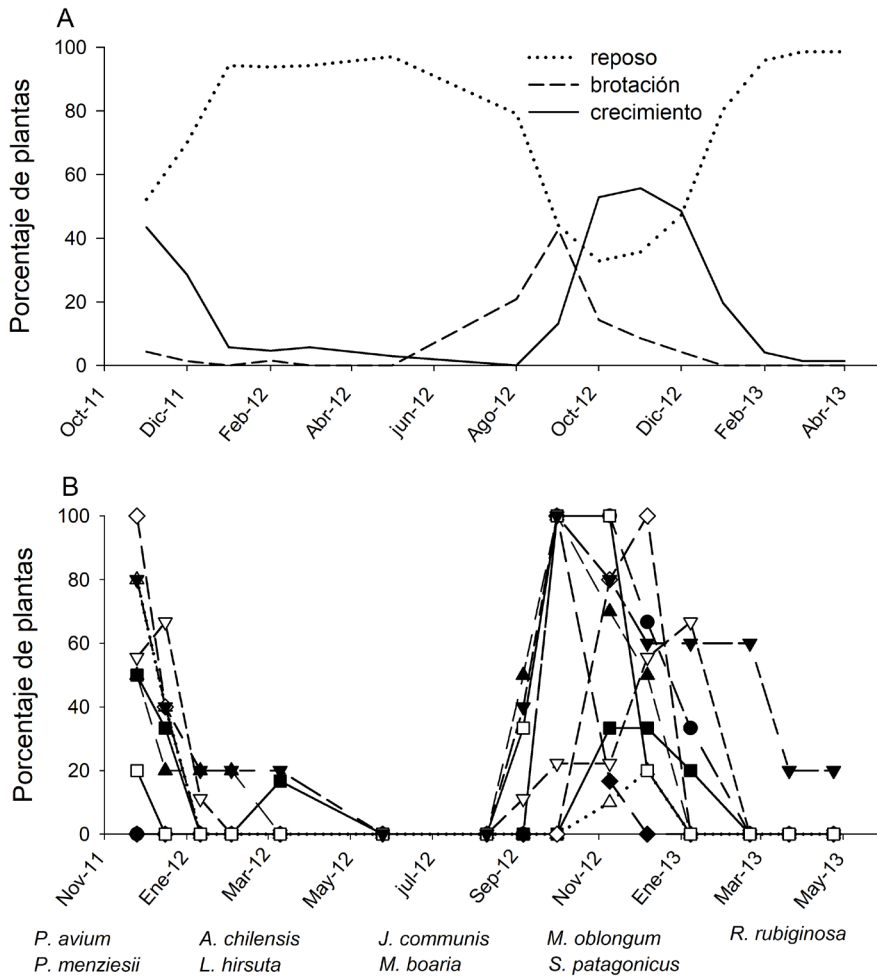 A
100
80
60
40
20
0
Porcentaje de plantas
reposo
brotación
crecimiento
Oct-11
Dic-11
Feb-12
Abr-12
jun-12
Ago-12
Oct-12
Dic-12
Feb-13
Abr-13
B
100
80
60
40
20
0
Porcentaje de plantas
Nov-11
Ene-12
Mar-12
May-12
jul-12
Sep-12
Nov-12
Ene-13
Mar-13
May-13
P. avium A. chilensis J. communis M. oblongum R. rubiginosa
P. menziesii L. hirsuta M. boaria S. patagonicus